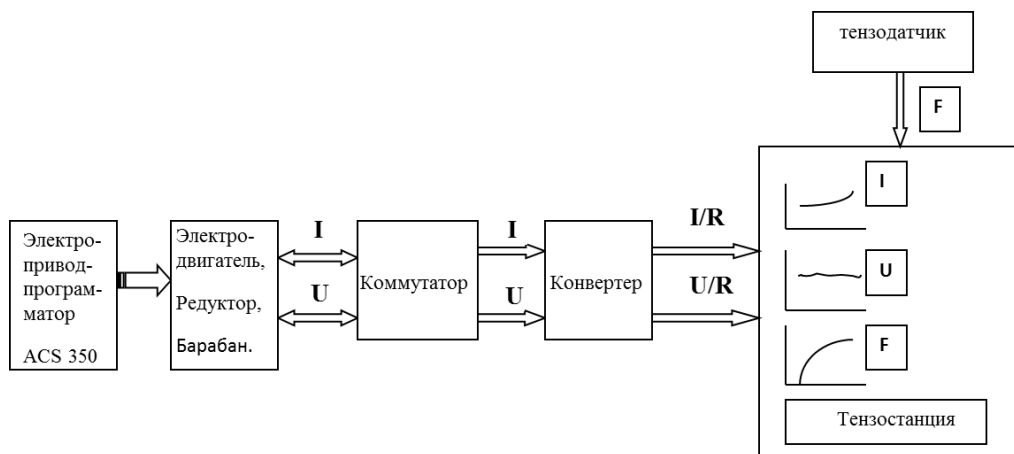 тензодатчик
F
Электро-
привод-
програм-
матор
ACS 350
Электро-
двигатель,
Редуктор,
Барабан.
I
U
Коммутатор
I
U
Конвертер
I/R
U/R
I
U
F
Тензостанция